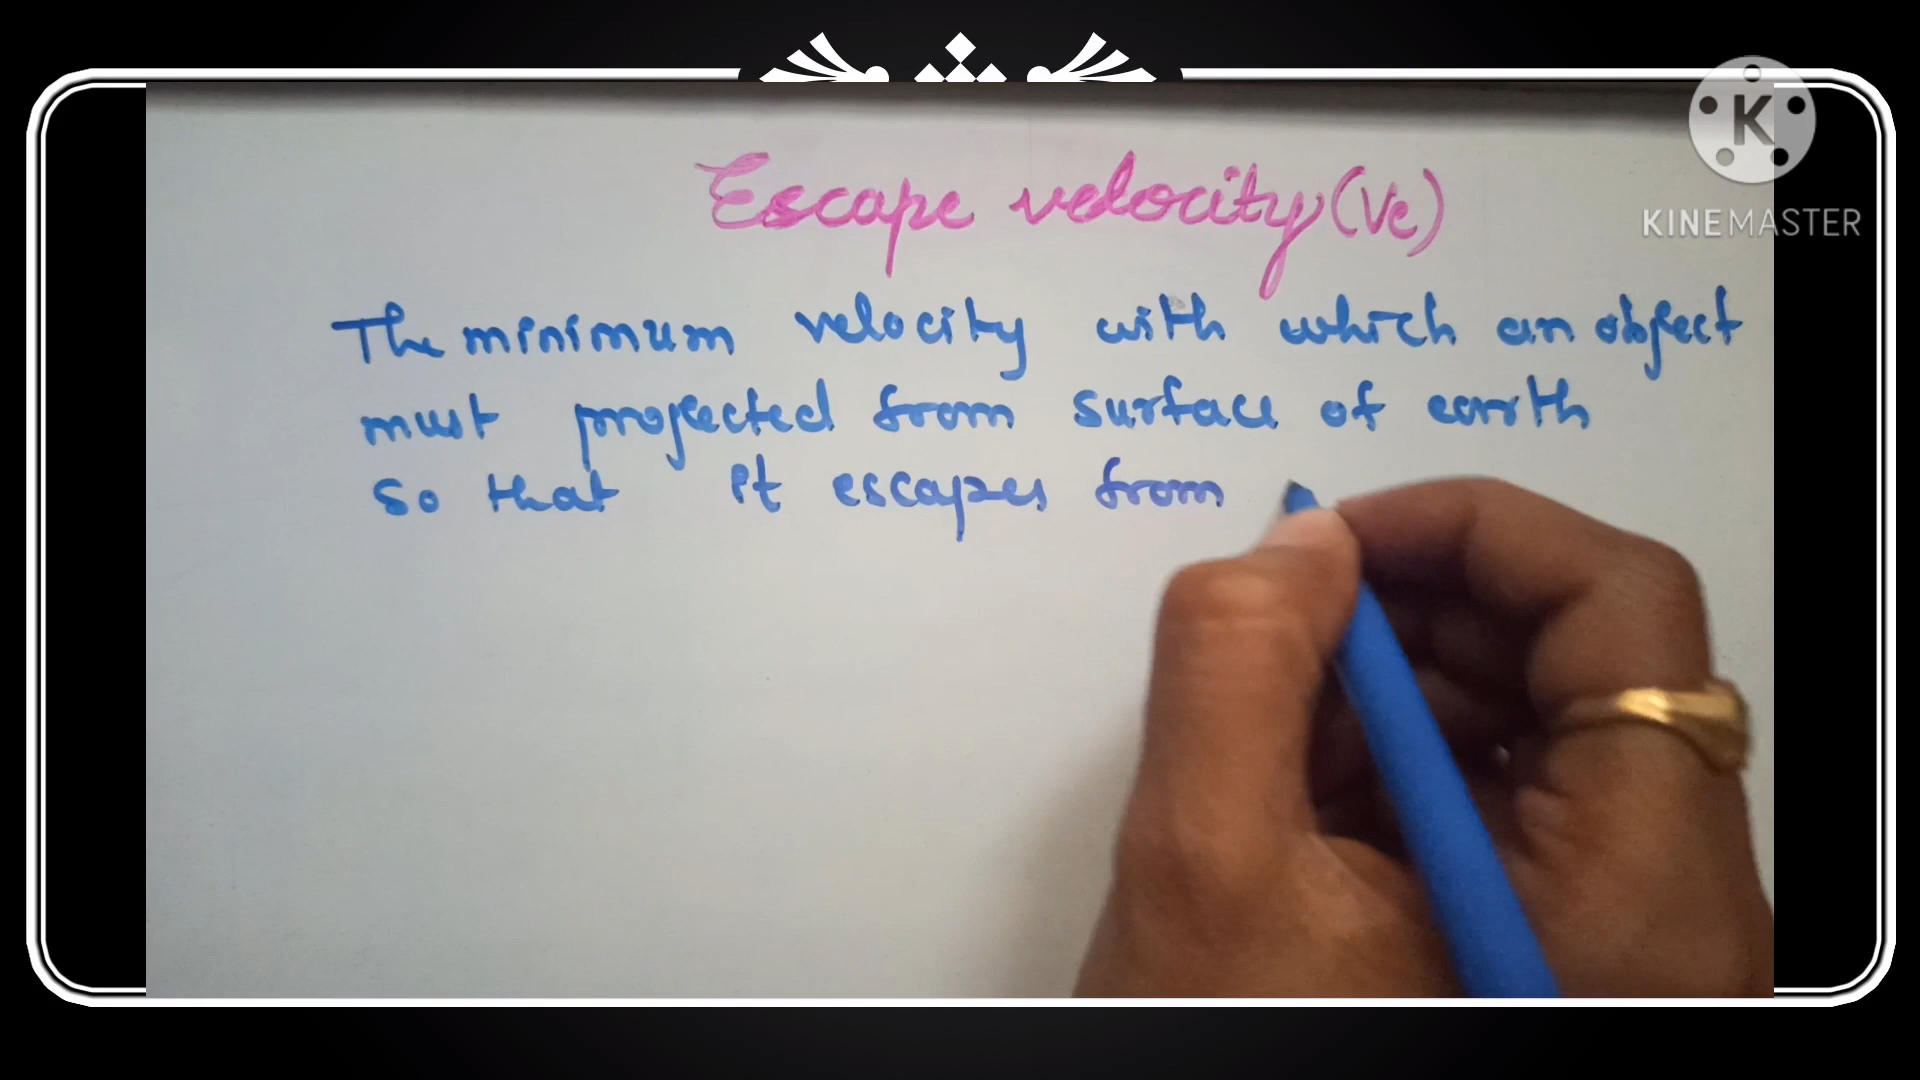 Escape velocity (Ve)
The minimum velocity with which an object
must projected from surface of earth
so that it escapes from
K
KINEMASTER